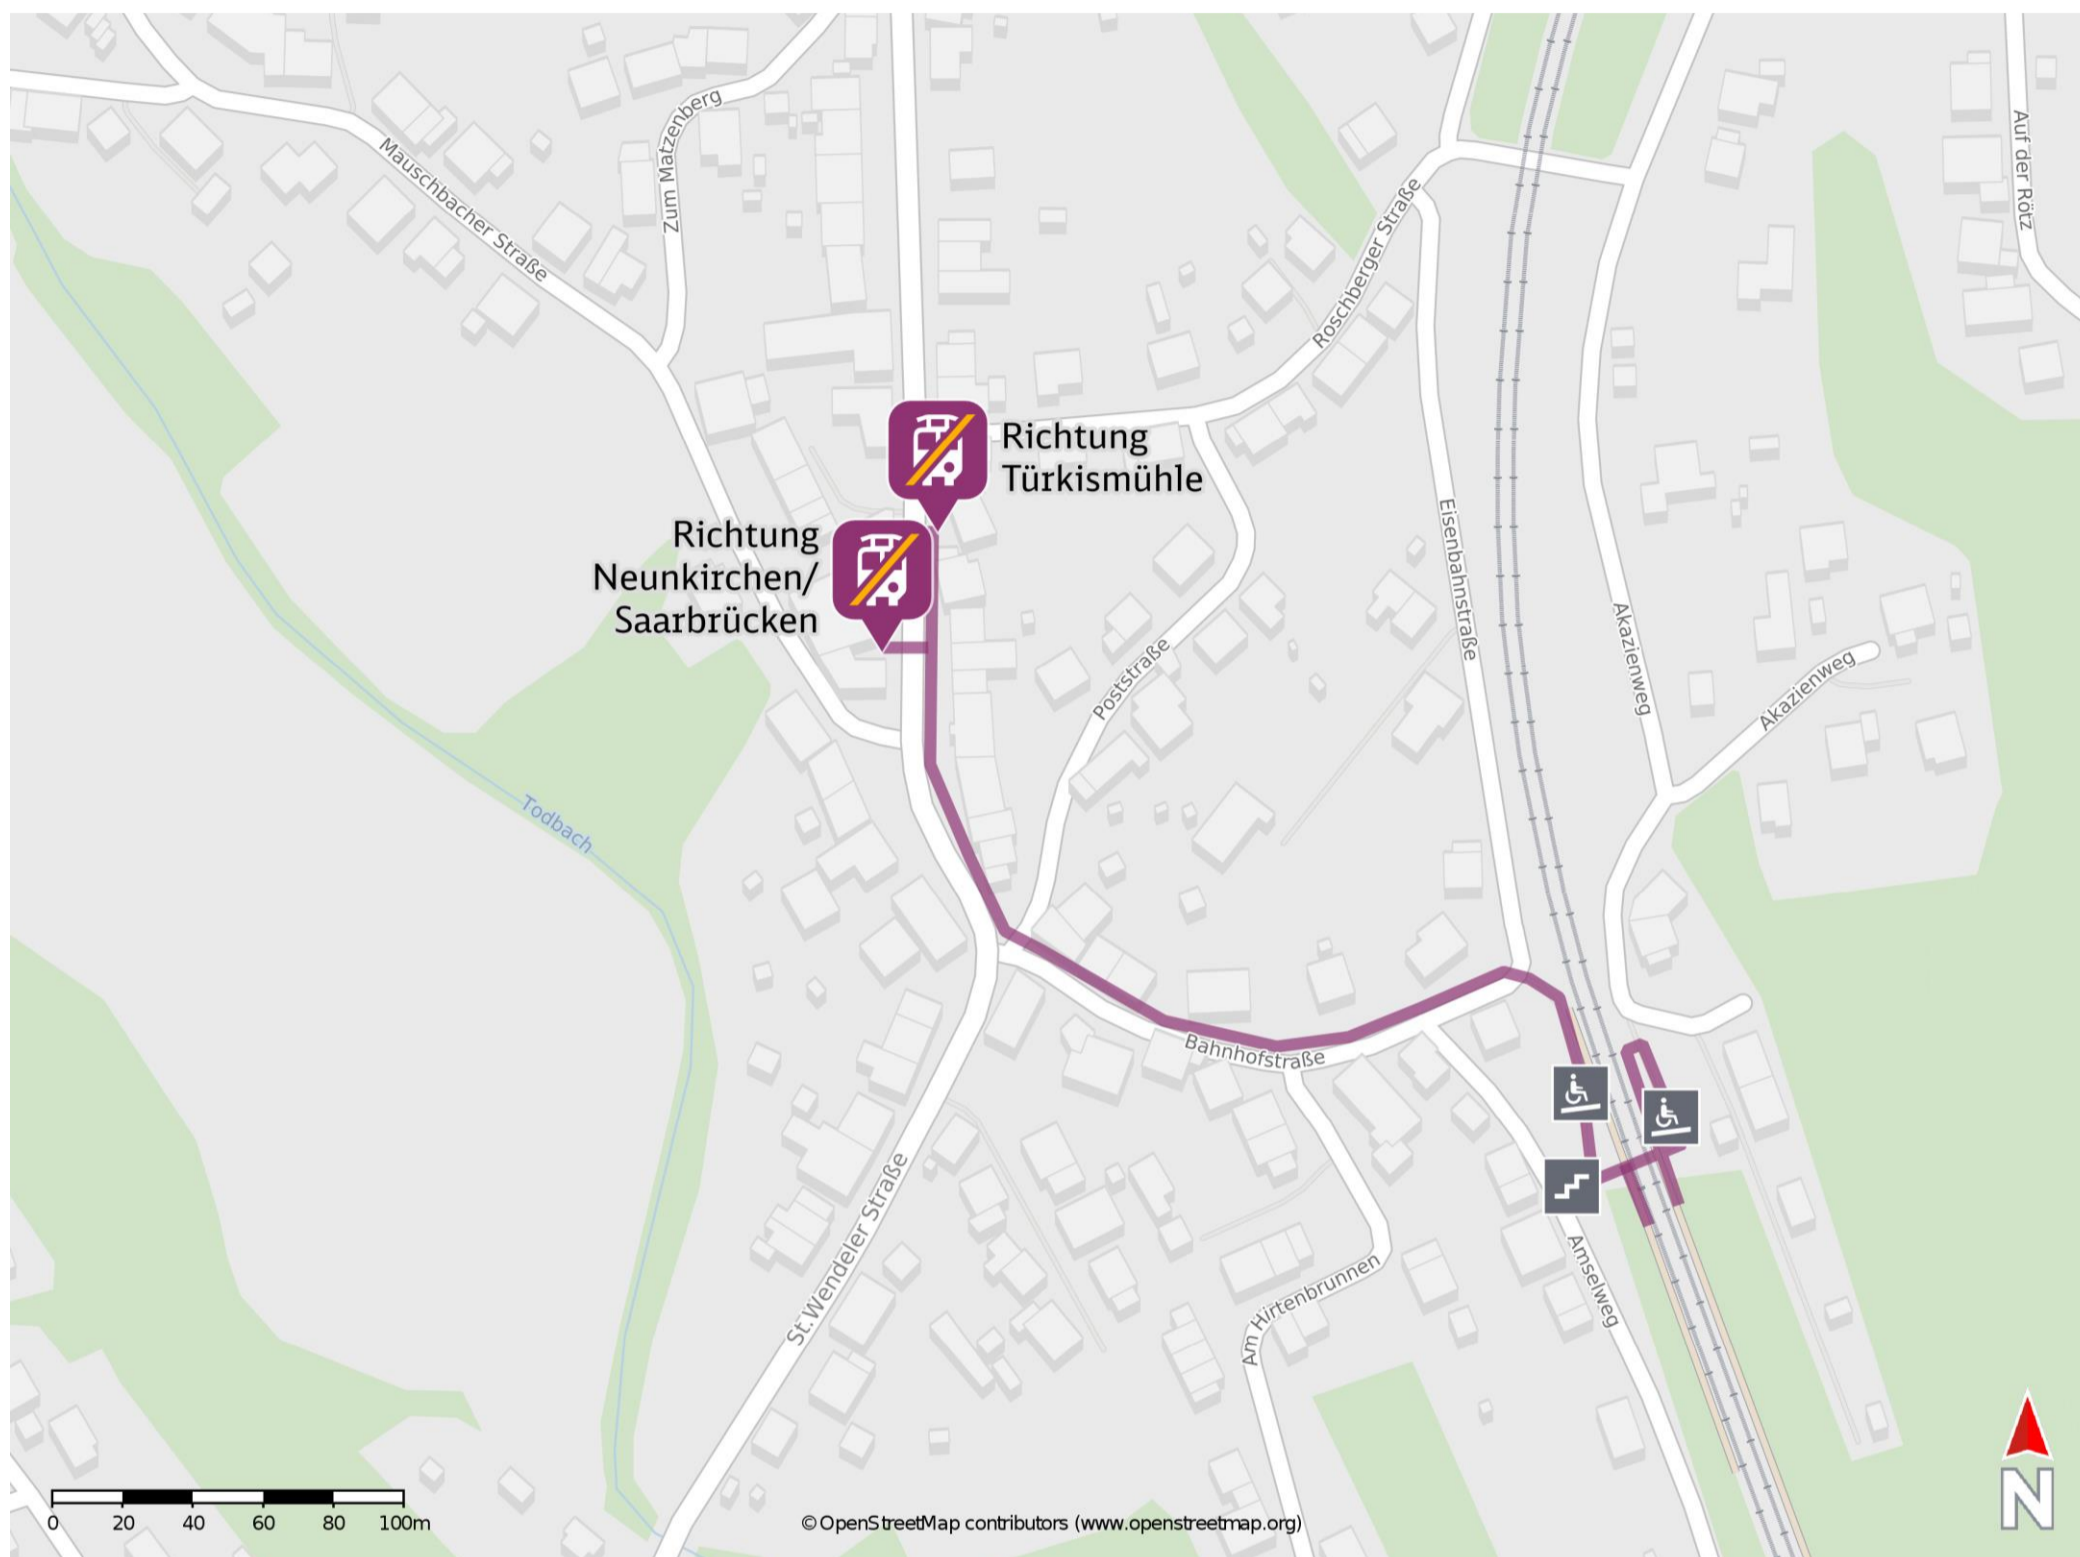 Zum Matzenberg
Mauschbacher Straße
Auf der Rötz
Roschberger Straße
Richtung
Türkismühle
Richtung
Neunkirchen/
Saarbrücken
Eisenbahnstraße
Akazienweg
Akazienweg
Poststraße
Todbach
Bahnhofstraße
St.Wendeler Straße
Amselweg
Am Hirtenbrunnen
0 20 40 60 80 100m
© OpenStreetMap contributors (www.openstreetmap.org)
N